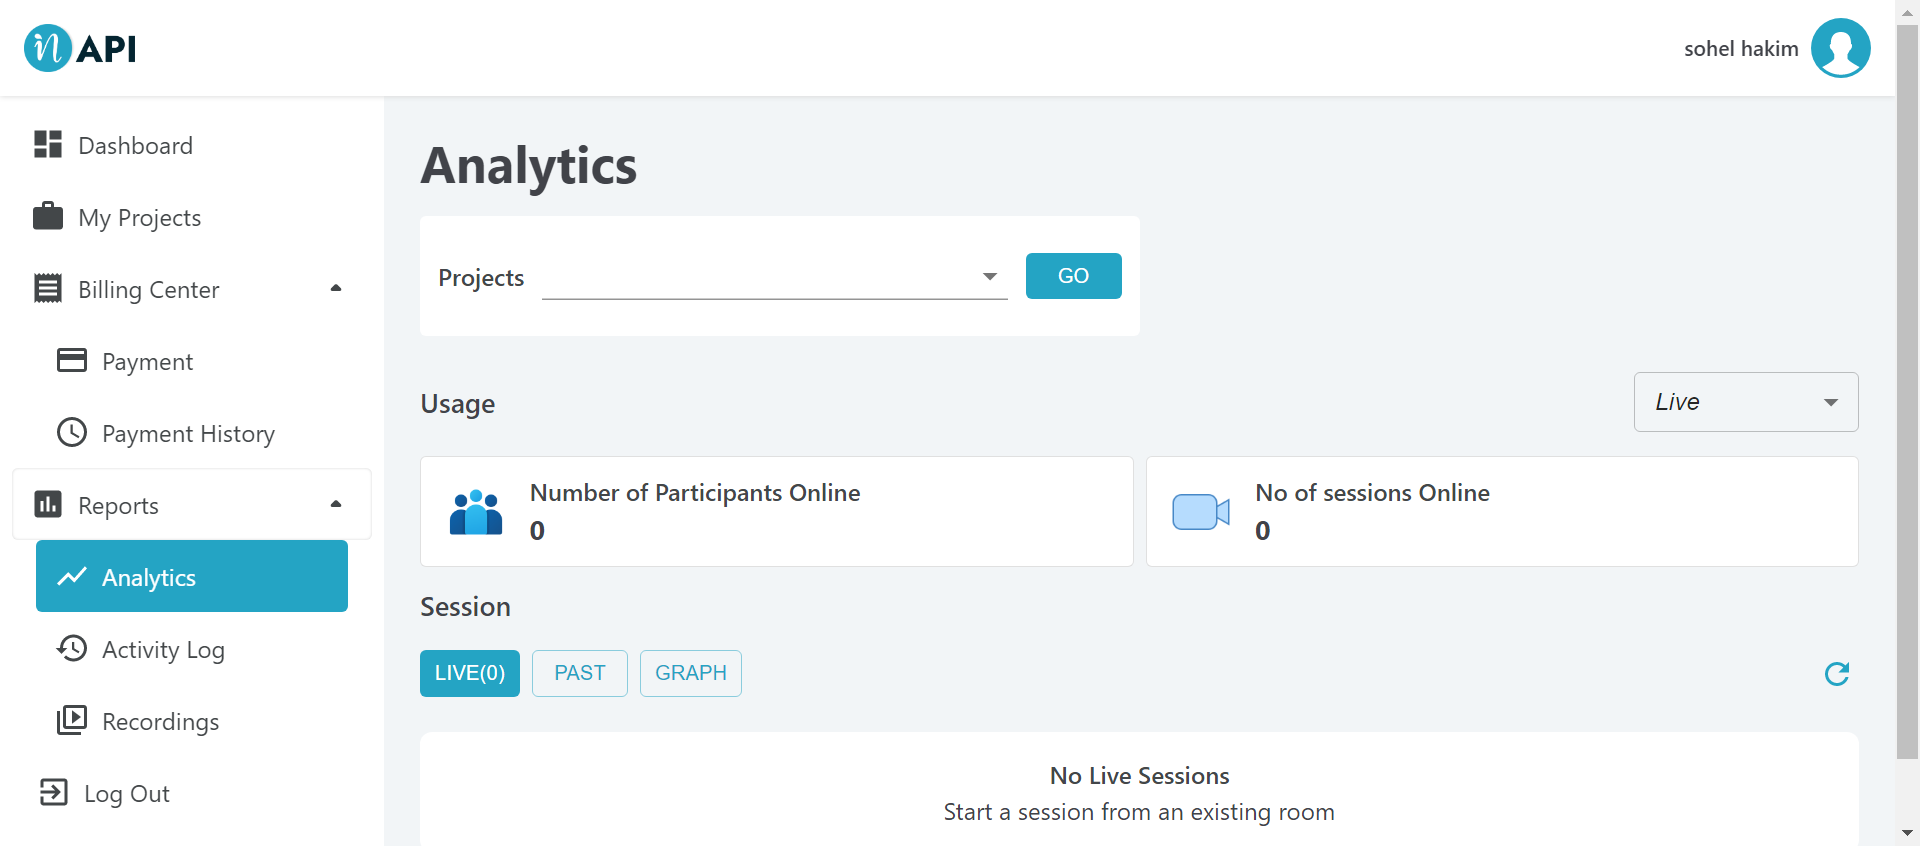 n API
sohel hakim
Dashboard
My Projects
Billing Center
Payment
Payment History
Reports
Analytics
Activity Log
Recordings
Log Out
Analytics
Projects
GO
Usage
Live
Number of Participants Online
0
No of sessions Online
0
Session
LIVE(0)
PAST
GRAPH
No Live Sessions
Start a session from an existing room